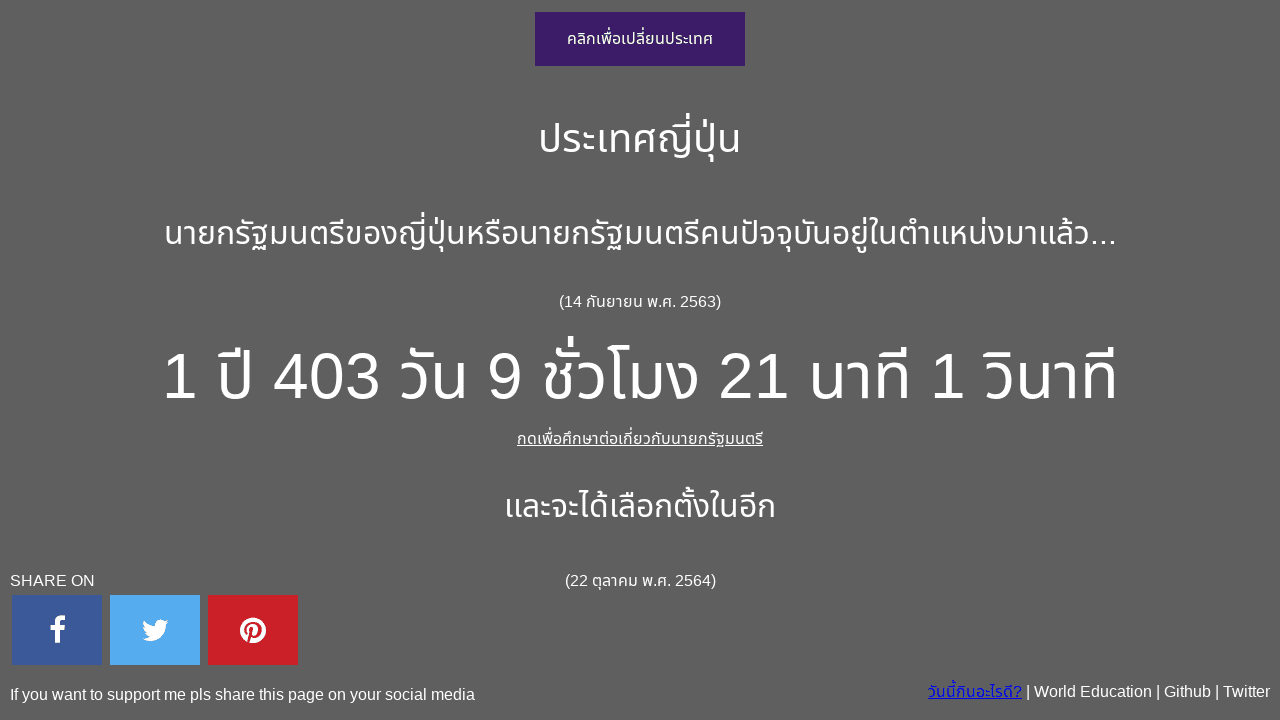 คลิกเพื่อเปลี่ยนประเทศ
ประเทศญี่ปุ่น
นายกรัฐมนตรีของญี่ปุ่นหรือนายกรัฐมนตรีคนปัจจุบันอยู่ในตำแหน่งมาแล้ว...
(14 กันยายน พ.ศ. 2563)
1 ปี 403 วัน 9 ชั่วโมง 21 นาที 1 วินาที
กดเพื่อศึกษาต่อเกี่ยวกับนายกรัฐมนตรี
และจะได้เลือกตั้งในอีก
(22 ตุลาคม พ.ศ. 2564)
SHARE ON
If you want to support me pls share this page on your social media
วันนี้กินอะไรดี? | World Education | Github | Twitter